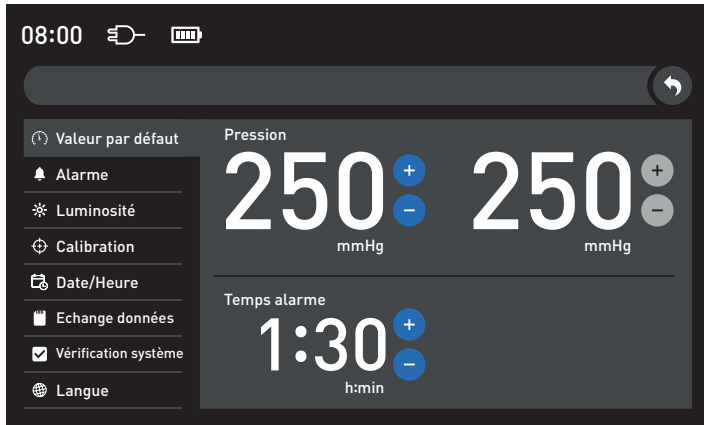 08:00
Valeur par défaut
Alarme
Luminosité
Calibration
Date/Heure
Echange données
Vérification système
Langue
Pression
250 + − 250 + −
mmHg mmHg
Temps alarme
1:30 + −
h:min